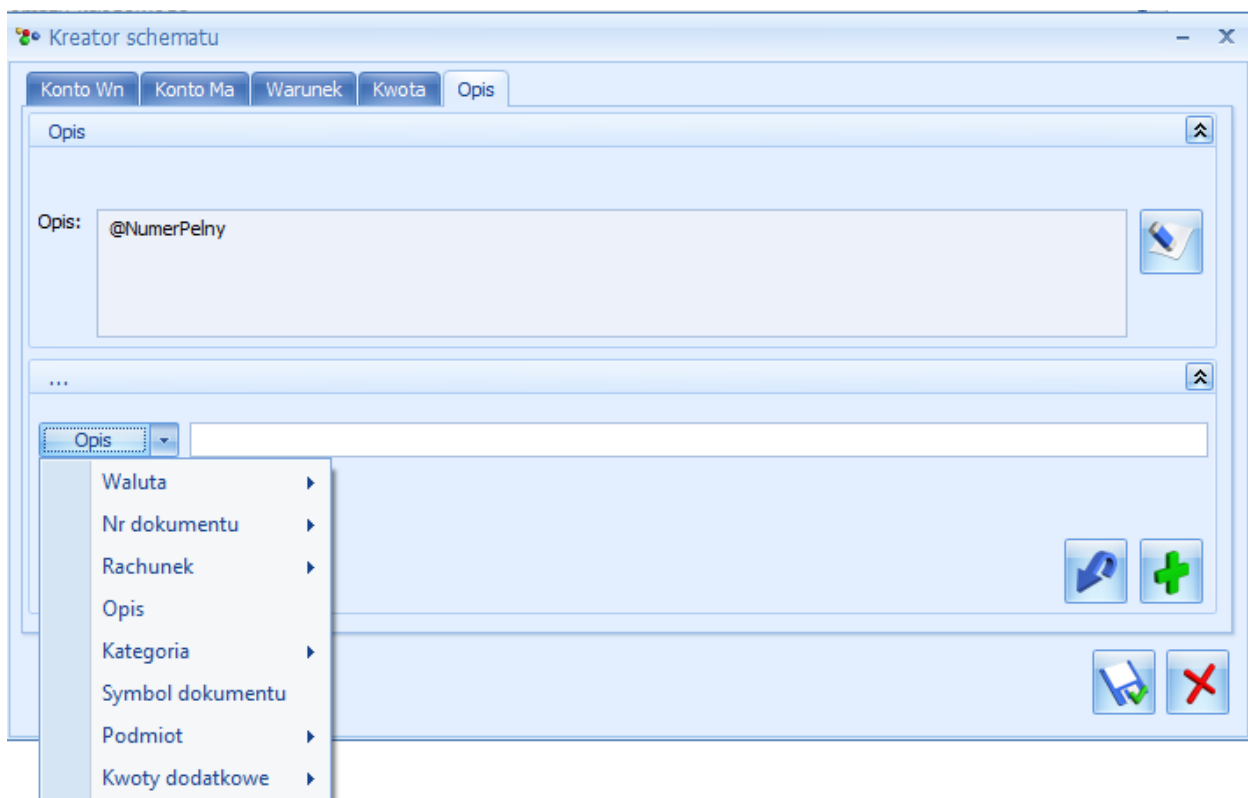 Kreator schematu
Konto Wn Konto Ma Warunek Kwota Opis
Opis
Opis: @NumerPelny
...
Opis
Waluta
Nr dokumentu
Rachunek
Opis
Kategoria
Symbol dokumentu
Podmiot
Kwoty dodatkowe